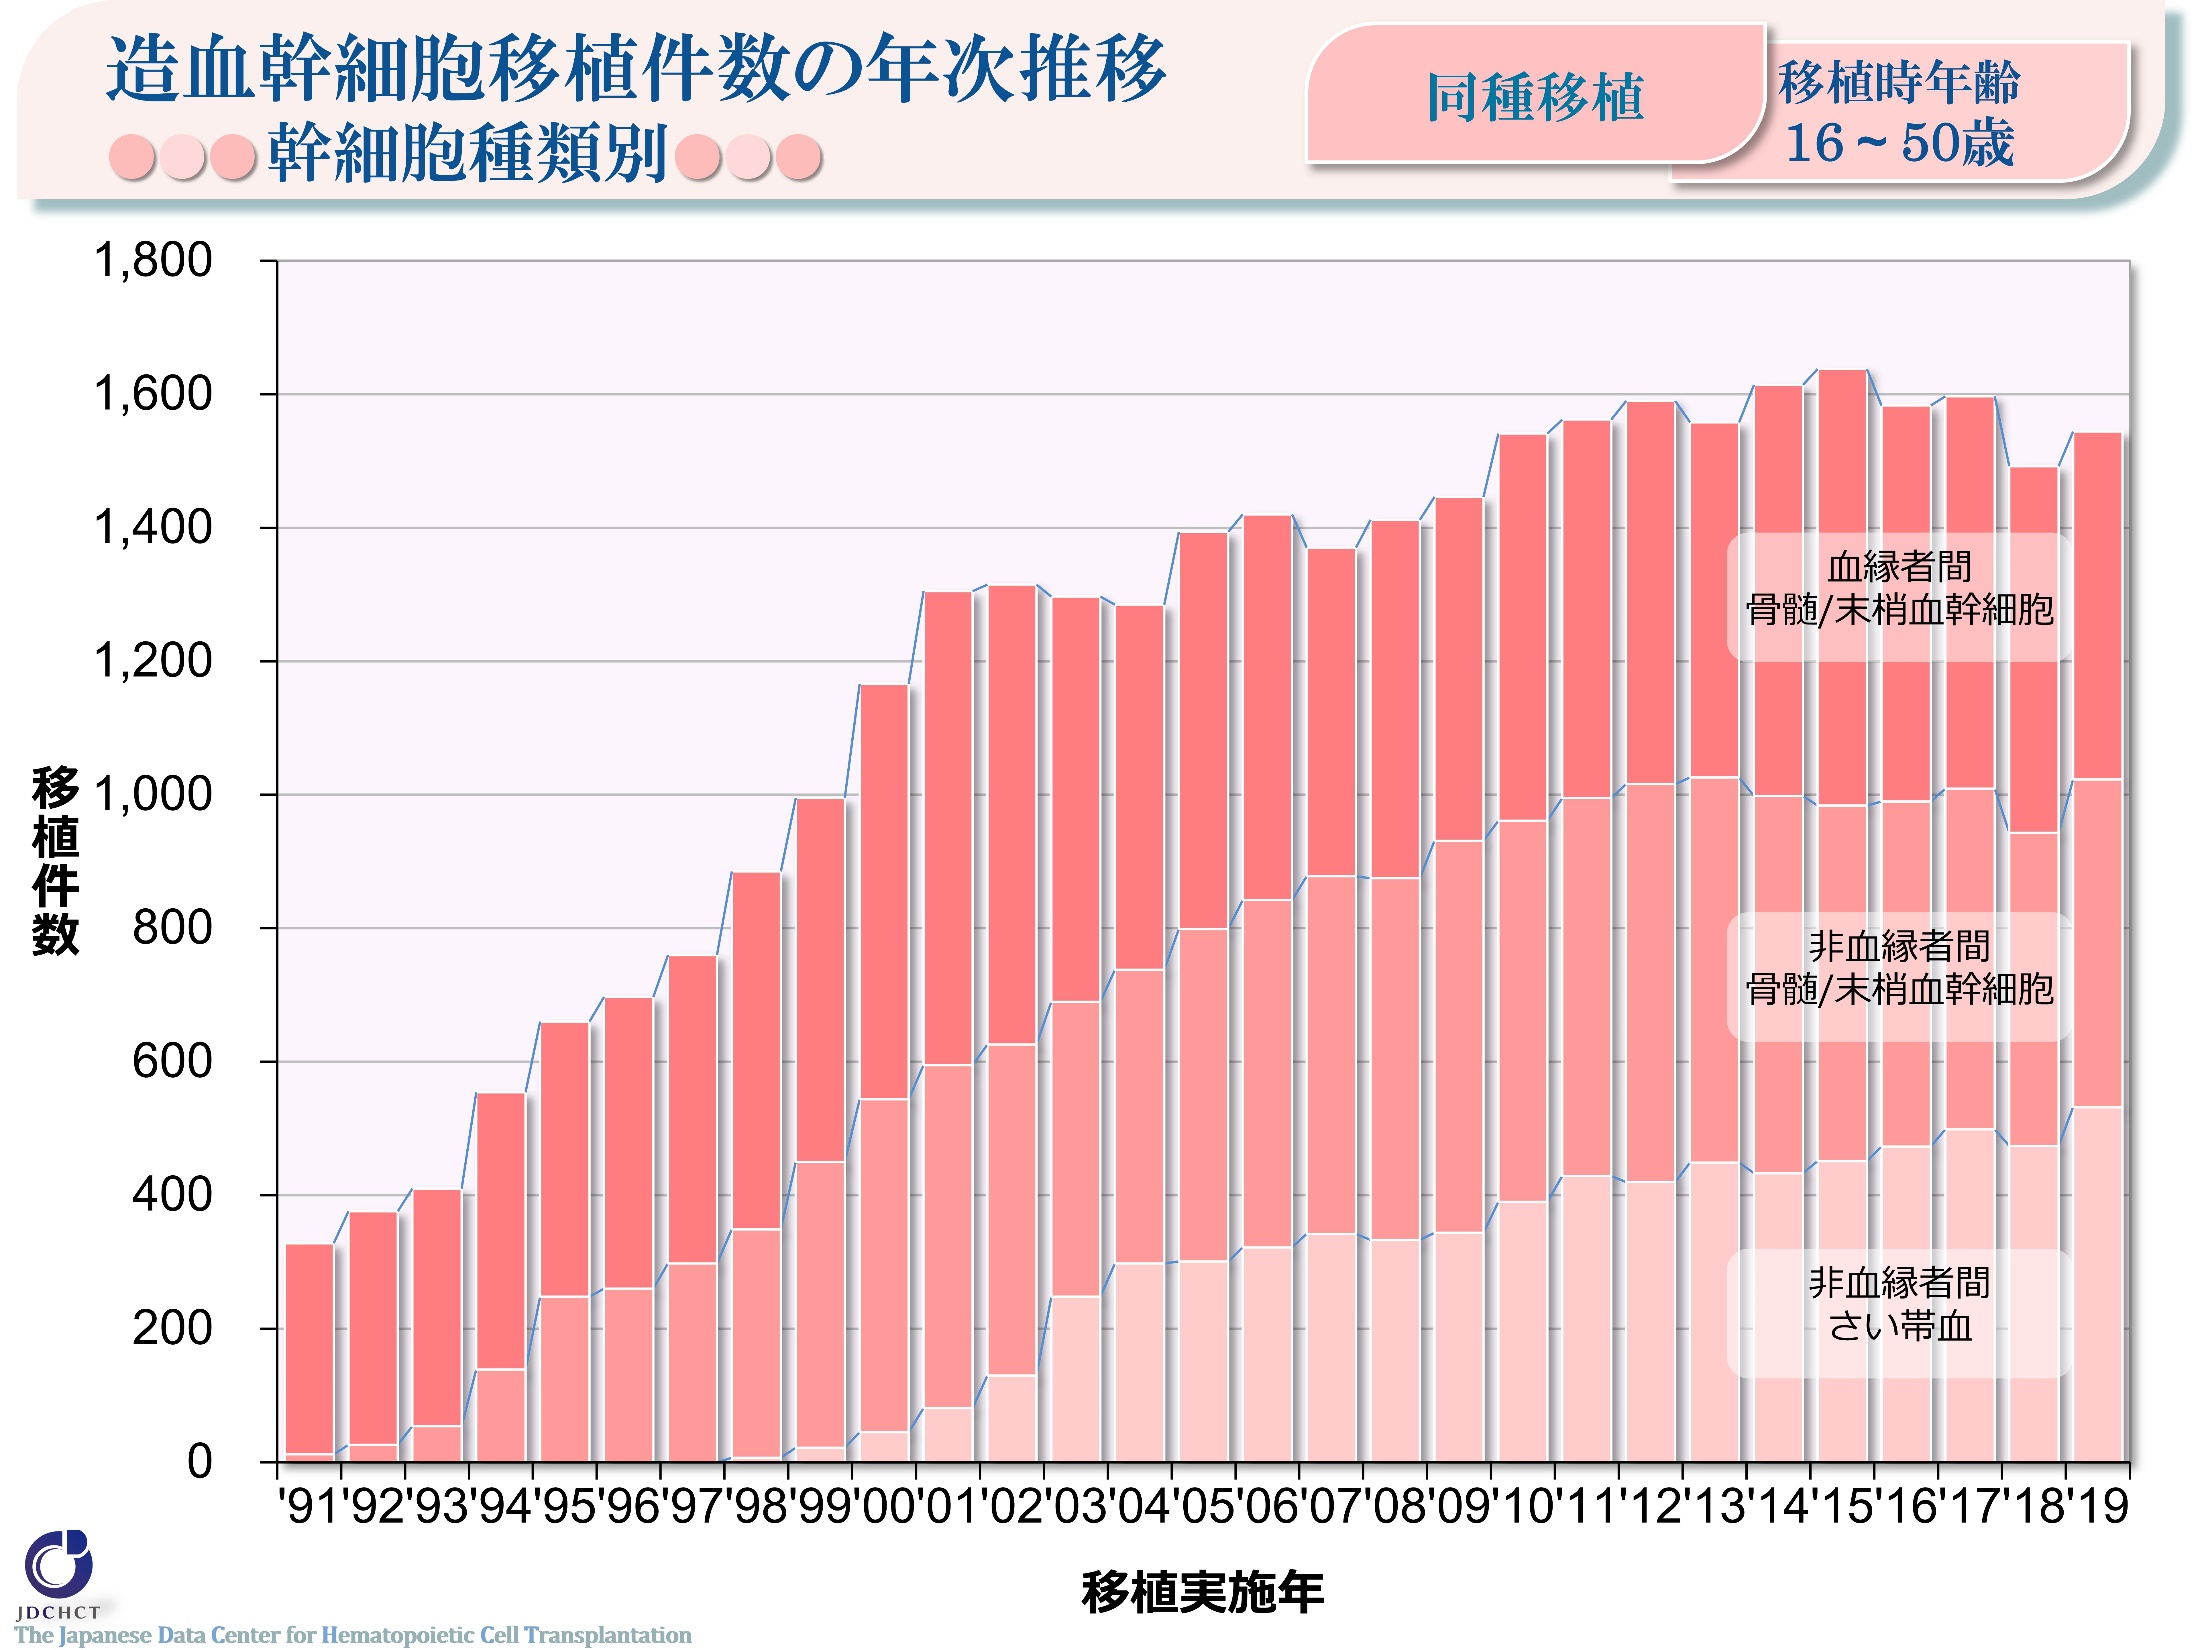 造血幹細胞移植件数の年次推移
幹細胞種類別
同種移植
移植時年齢
16～50歳
1,800
1,600
1,400
1,200
1,000
800
600
400
200
0
移植件数
血縁者間
骨髄/末梢血幹細胞
非血縁者間
骨髄/末梢血幹細胞
非血縁者間
さい帯血
'91 '92 '93 '94 '95 '96 '97 '98 '99 '00 '01 '02 '03 '04 '05 '06 '07 '08 '09 '10 '11 '12 '13 '14 '15 '16 '17 '18 '19
移植実施年
JDCHCT
The Japanese Data Center for Hematopoietic Cell Transplantation